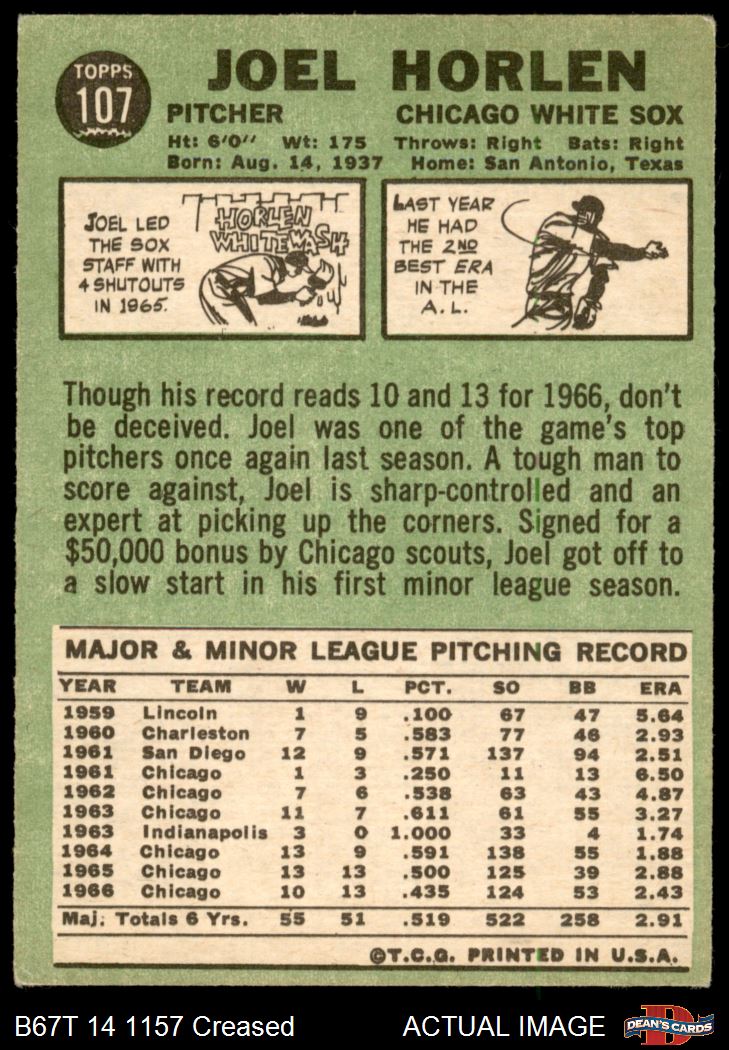 TOPPS
107
JOEL HORLEN
PITCHER CHICAGO WHITE SOX
Ht: 6'0" Wt: 175 Throws: Right Bats: Right
Born: Aug. 14, 1937 Home: San Antonio, Texas
JOEL LED
THE SOX
STAFF WITH
4 SHUTOUTS
IN 1965.
HORLEN
WHITEWASH
LAST YEAR
HE HAD
THE 2ND
BEST ERA
IN THE
A.L.
Though his record reads 10 and 13 for 1966, don't
be deceived. Joel was one of the game's top
pitchers once again last season. A tough man to
score against, Joel is sharp-controlled and an
expert at picking up the corners. Signed for a
$50,000 bonus by Chicago scouts, Joel got off to
a slow start in his first minor league season.
MAJOR & MINOR LEAGUE PITCHING RECORD
YEAR TEAM W L PCT. SO BB ERA
1959 Lincoln 1 9 .100 67 47 5.64
1960 Charleston 7 5 .583 77 46 2.93
1961 San Diego 12 9 .571 137 94 2.51
1961 Chicago 1 3 .250 11 13 6.50
1962 Chicago 7 6 .538 63 43 4.87
1963 Chicago 11 7 .611 61 55 3.27
1963 Indianapolis 3 0 1.000 33 4 1.74
1964 Chicago 13 9 .591 138 55 1.88
1965 Chicago 13 13 .500 125 39 2.88
1966 Chicago 10 13 .435 124 53 2.43
Maj. Totals 6 Yrs. 55 51 .519 522 258 2.91
©T.C.G. PRINTED IN U.S.A.
B67T 14 1157 Creased ACTUAL IMAGE
DEAN'S CARDS